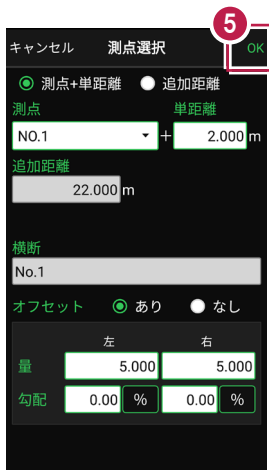 5
キャンセル 測点選択 OK
測点+単距離 追加距離
測点 単距離
NO.1 + 2.000 m
追加距離
22.000 m
横断
No.1
オフセット あり なし
左 右
量 5.000 5.000
勾配 0.00 % 0.00 %